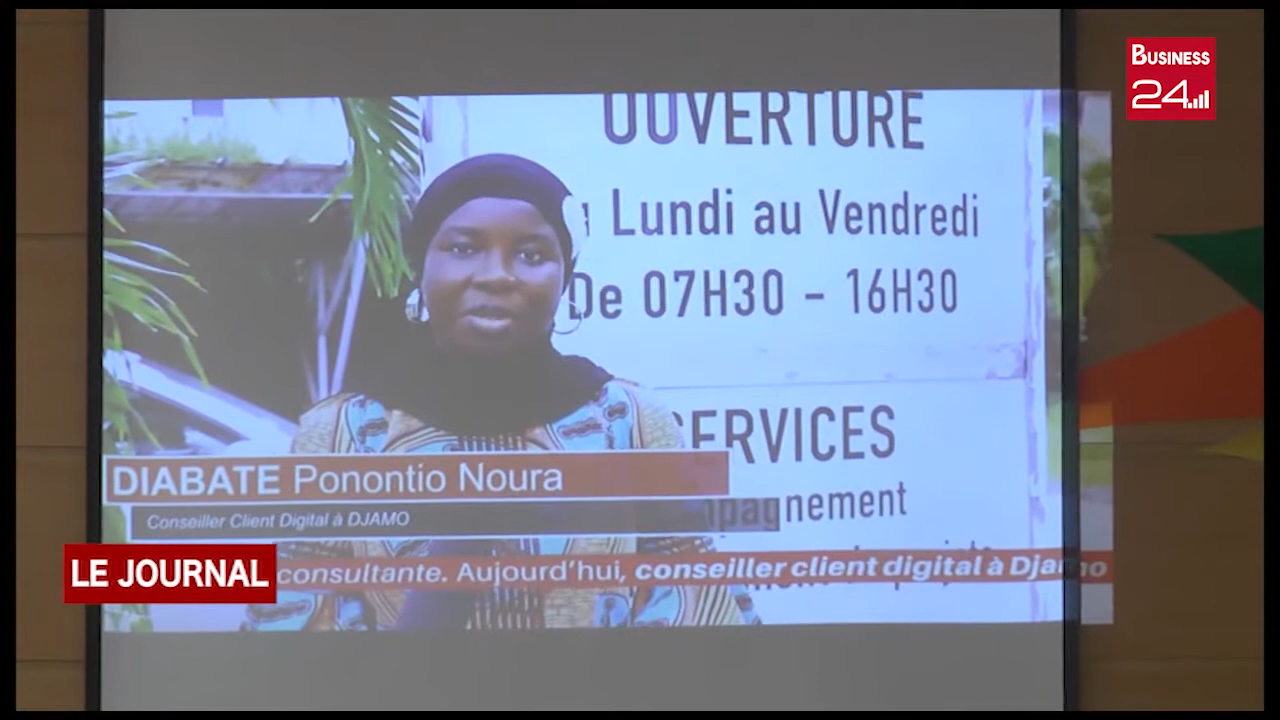 BUSINESS
24
OUVERTURE
Lundi au Vendredi
De 07H30 - 16H30
SERVICES
DIABATE Ponontio Noura
Conseiller Client Digital à DJAMO
LE JOURNAL
consultante. Aujourd'hui, conseiller client digital à Djamo